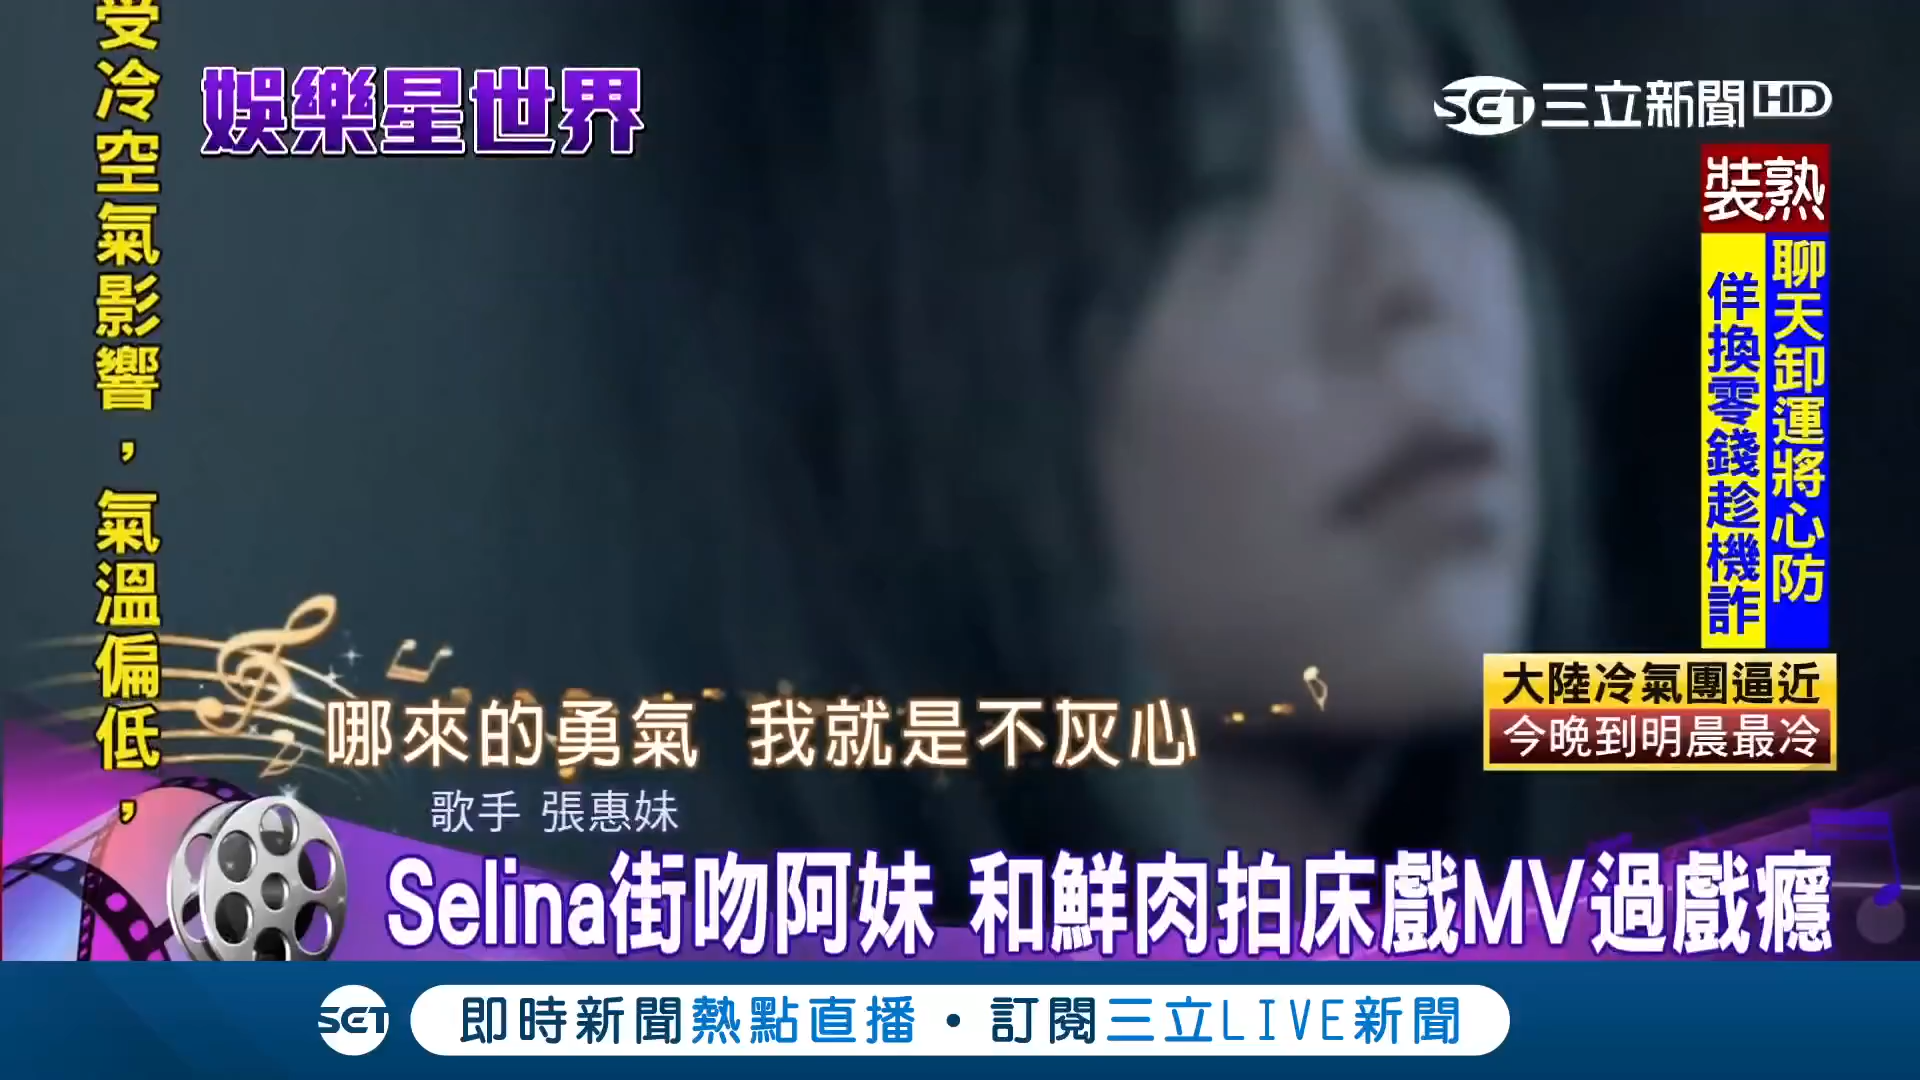 受冷空氣影響，氣溫偏低，
娛樂星世界
SET三立新聞HD
裝熟
聊天卸運將心防
佯換零錢趁機詐
大陸冷氣團逼近
今晚到明晨最冷
哪來的勇氣 我就是不灰心
歌手 張惠妹
Selina街吻阿妹 和鮮肉拍床戲MV過戲癮
SET 即時新聞熱點直播・訂閱三立LIVE新聞